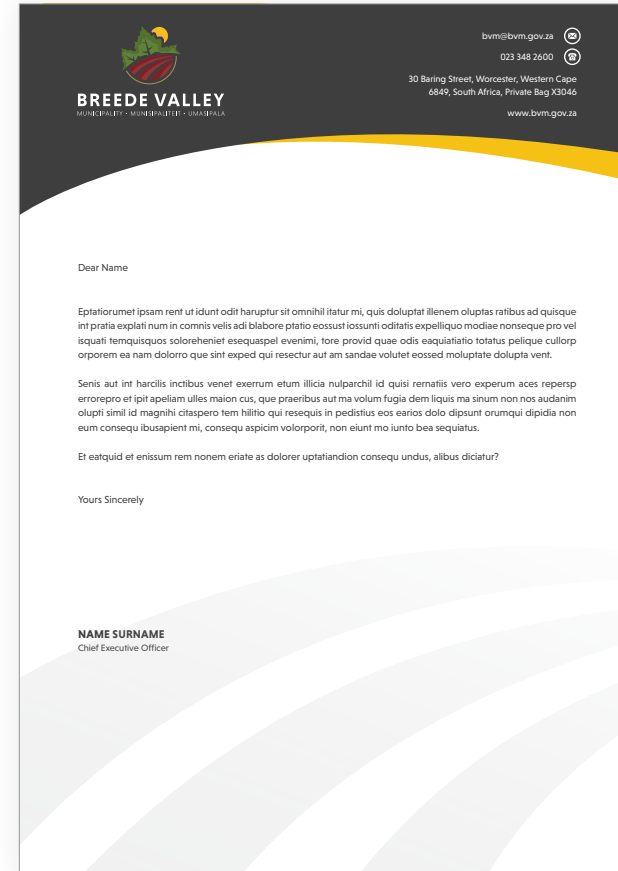 bvm@bvm.gov.za
023 348 2600
30 Baring Street, Worcester, Western Cape
6849, South Africa, Private Bag X3046
www.bvm.gov.za
BREEDE VALLEY
MUNICIPALITY • MUNISIPALITEIT • UMASIPALA
Dear Name
Eptatiorumet ipsam rent ut idunt odit haruptur sit omnihil itatur mi, quis doluptat illenem oluptas ratibus ad quisque
int pratia explati num in comnis velis adi blabore ptatio eossust iossunti oditatis expelliquo modiae nonseque pro vel
isquati temquisquos soloreheniet esequaspel evenimi, tore provid quae odis eaquiatiatio totatus pelique cullorp
orporem ea nam dolorro que sint exped qui resectur aut am sandae volutet eossed moluptate dolupta vent.
Senis aut int harcilis inctibus venet exerrum etum illicia nulparchil id quisi rernatiis vero experum aces repersp
errorepro et ipit apeliam ulles maion cus, que praeribus aut ma volum fugia dem liquis ma sinum non nos audanim
olupti simil id magnihi citaspero tem hilitio qui resequis in pedistius eos earios dolo dipsunt orumqui dipidia non
eum consequ ibusapient mi, consequ aspicim volorporit, non eiunt mo iunto bea sequiatus.
Et eatquid et enissum rem nonem eriate as dolorer uptatiandion consequ undus, alibus diciatur?
Yours Sincerely
NAME SURNAME
Chief Executive Officer